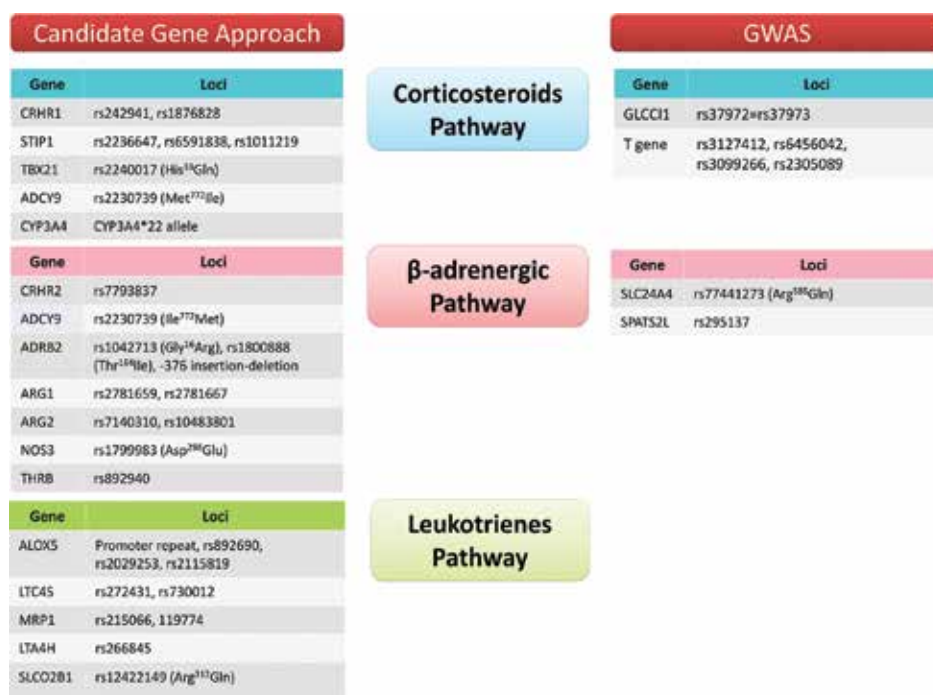 Candidate Gene Approach
Gene Loci
CRHR1 rs242941, rs1876828
STIP1 rs2236647, rs6591838, rs1011219
TBX21 rs2240017 (His³³Gln)
ADCY9 rs2230739 (Met⁷⁷²Ile)
CYP3A4 CYP3A4*22 allele
Gene Loci
CRHR2 rs7793837
ADCY9 rs2230739 (Ile⁷⁷²Met)
ADRB2 rs1042713 (Gly¹⁶Arg), rs1800888
(Thr¹⁶⁴Ile), -376 insertion-deletion
ARG1 rs2781659, rs2781667
ARG2 rs7140310, rs10483801
NOS3 rs1799983 (Asp²⁹⁸Glu)
THRB rs892940
Gene Loci
ALOX5 Promoter repeat, rs892690,
rs2029253, rs2115819
LTC4S rs272431, rs730012
MRP1 rs215066, 119774
LTA4H rs266845
SLCO2B1 rs12422149 (Arg³¹²Gln)
Corticosteroids
Pathway
β-adrenergic
Pathway
Leukotrienes
Pathway
GWAS
Gene Loci
GLCCI1 rs37972=rs37973
T gene rs3127412, rs6456042,
rs3099266, rs2305089
Gene Loci
SLC24A4 rs77441273 (Arg⁵⁸⁸Gln)
SPATS2L rs295137